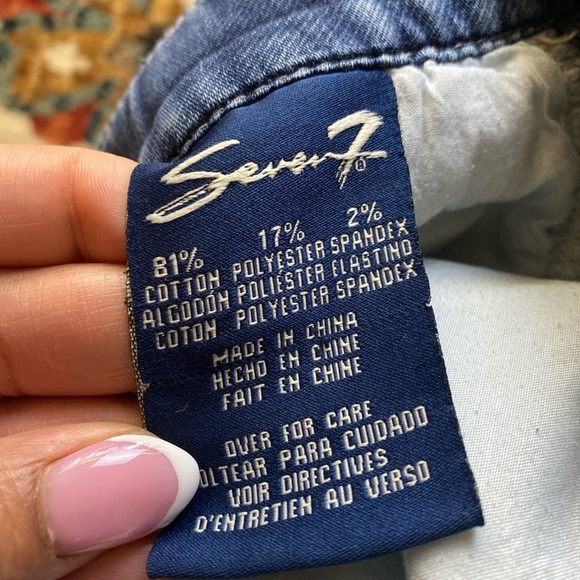 Seven7
81% 17% 2%
COTTON POLYESTER SPANDEX
ALGODON POLIÉSTER ELASTINO
COTON POLYESTER SPANDEX
MADE IN CHINA
HECHO EN CHINE
FAIT EN CHINE
OVER FOR CARE
OLTEAR PARA CUIDADO
VOIR DIRECTIVES
D'ENTRETIEN AU VERSO